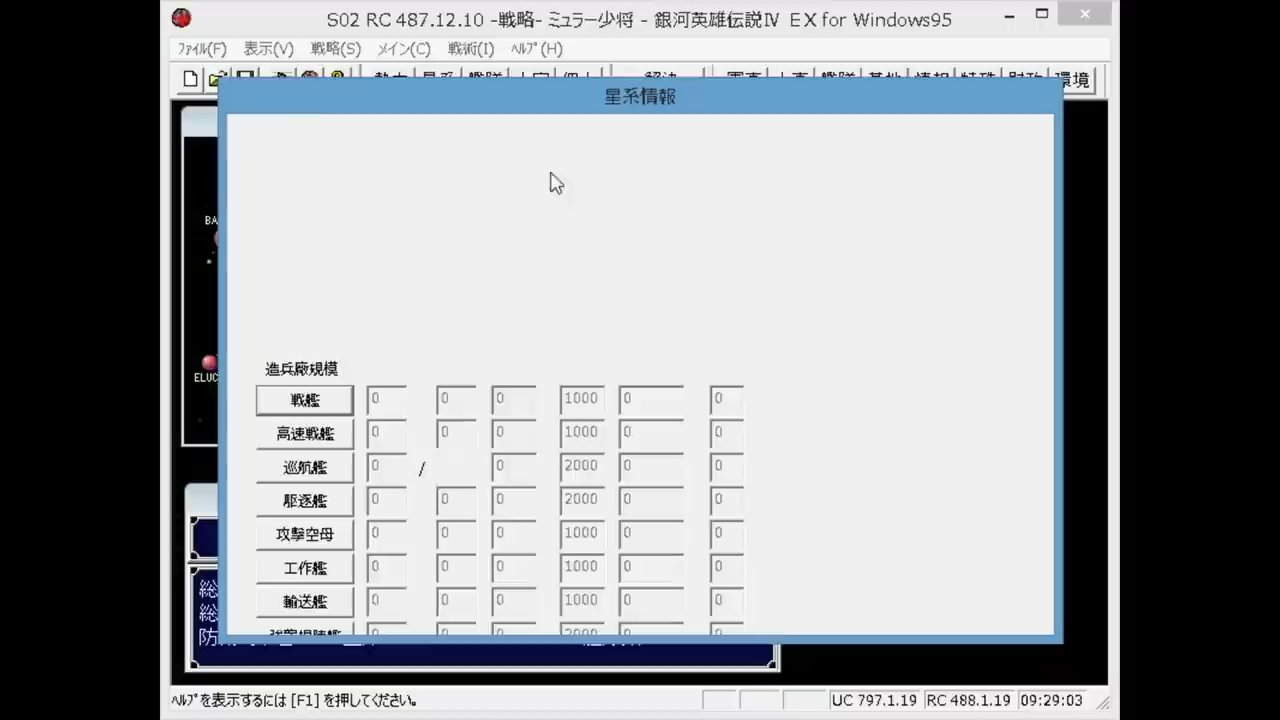 S02 RC 487.12.10 -戦略- ミュラー少将 - 銀河英雄伝説Ⅳ EX for Windows95
ﾌｧｲﾙ(F) 表示(V) 戦略(S) メイン(C) 戦術(I) ﾍﾙﾌﾟ(H)
環境
星系情報
BA
ELUC
造兵廠規模
戦艦 0 0 0 1000 0 0
高速戦艦 0 0 0 1000 0 0
巡航艦 0 / 0 2000 0 0
駆逐艦 0 0 0 2000 0 0
攻撃空母 0 0 0 1000 0 0
工作艦 0 0 0 1000 0 0
輸送艦 0 0 0 1000 0 0
総
総
防
ﾍﾙﾌﾟを表示するには [F1] を押してください。 UC 797.1.19 RC 488.1.19 09:29:03